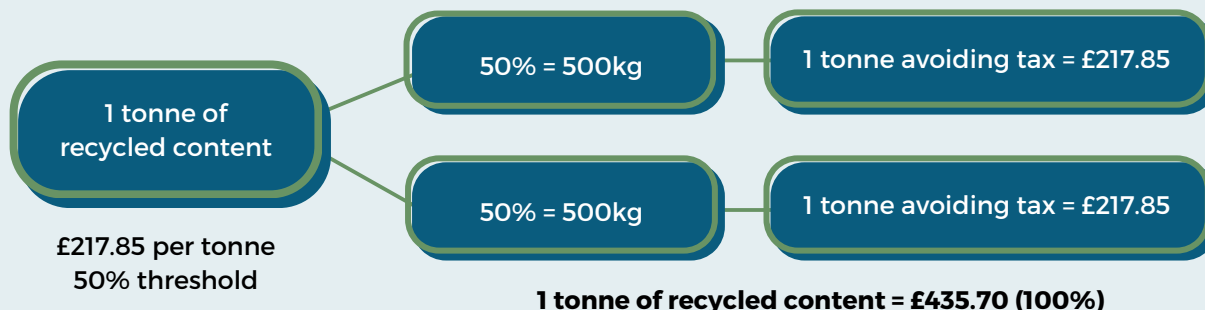 1 tonne of
recycled content
£217.85 per tonne
50% threshold
50% = 500kg
1 tonne avoiding tax = £217.85
50% = 500kg
1 tonne avoiding tax = £217.85
1 tonne of recycled content = £435.70 (100%)